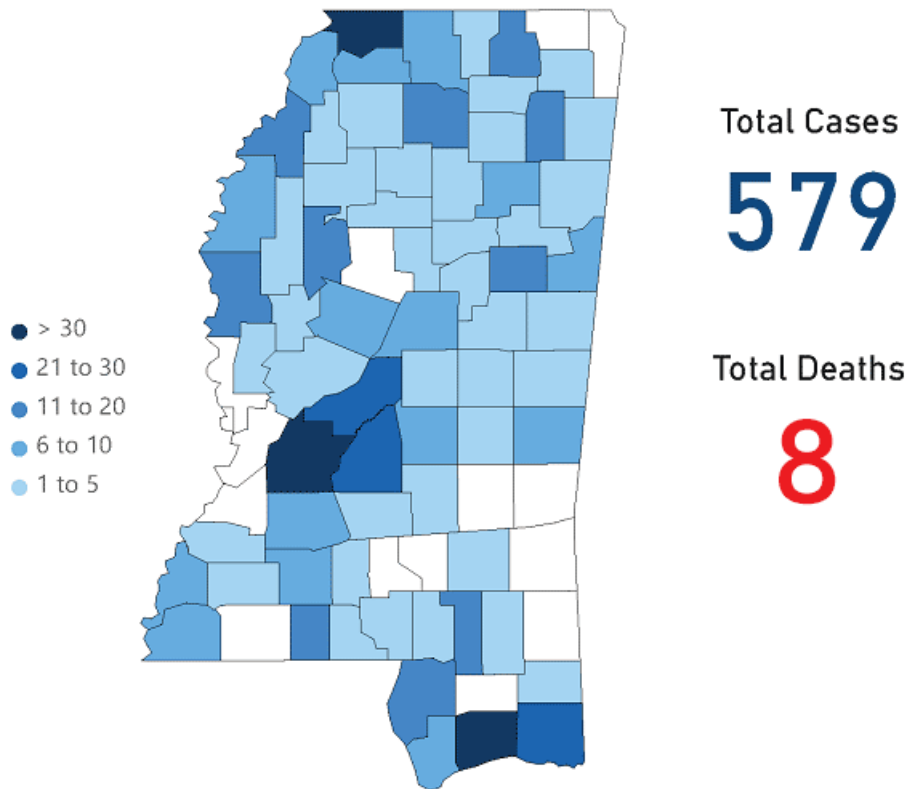 Total Cases
579
> 30
21 to 30
11 to 20
6 to 10
1 to 5
Total Deaths
8